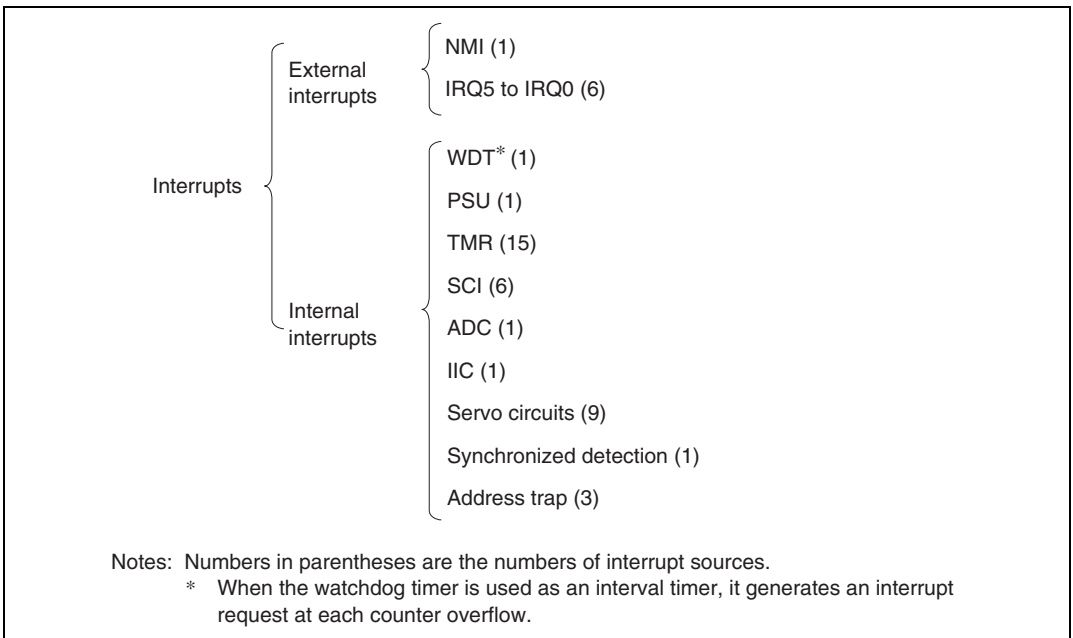 Interrupts
External
interrupts
NMI (1)
IRQ5 to IRQ0 (6)
Internal
interrupts
WDT* (1)
PSU (1)
TMR (15)
SCI (6)
ADC (1)
IIC (1)
Servo circuits (9)
Synchronized detection (1)
Address trap (3)
Notes: Numbers in parentheses are the numbers of interrupt sources.
* When the watchdog timer is used as an interval timer, it generates an interrupt
request at each counter overflow.